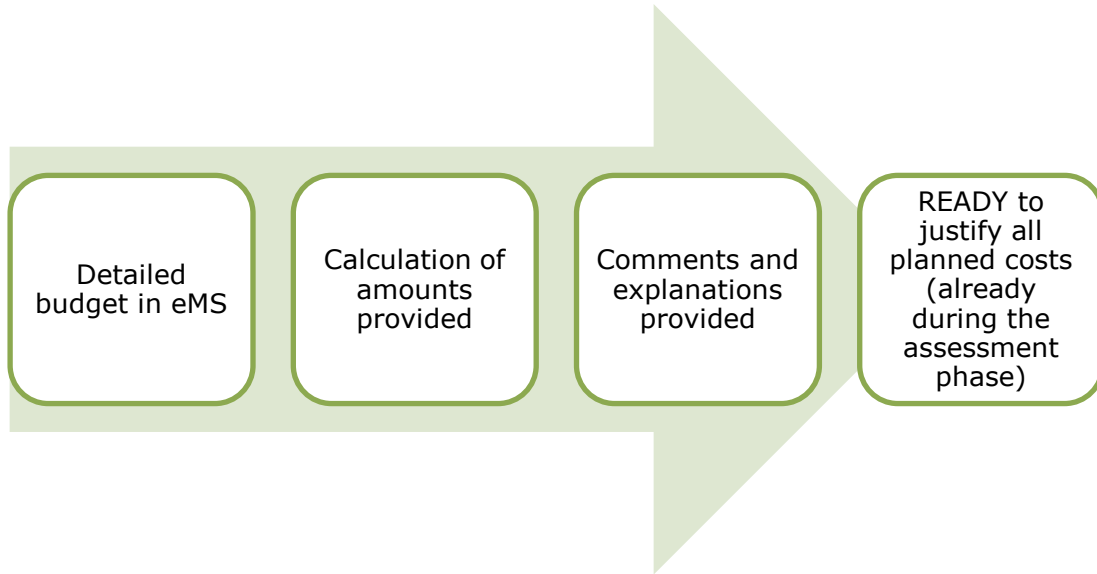 Detailed
budget in eMS
Calculation of
amounts
provided
Comments and
explanations
provided
READY to
justify all
planned costs
(already
during the
assessment
phase)